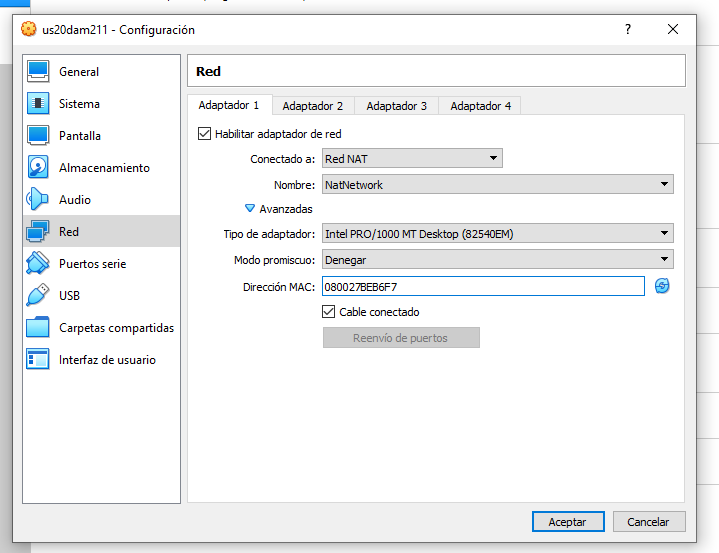 us20dam211 - Configuración
General
Sistema
Pantalla
Almacenamiento
Audio
Red
Puertos serie
USB
Carpetas compartidas
Interfaz de usuario
Red
Adaptador 1 Adaptador 2 Adaptador 3 Adaptador 4
Habilitar adaptador de red
Conectado a: Red NAT
Nombre: NatNetwork
Avanzadas
Tipo de adaptador: Intel PRO/1000 MT Desktop (82540EM)
Modo promiscuo: Denegar
Dirección MAC: 080027BEB6F7
Cable conectado
Reenvío de puertos
Aceptar Cancelar